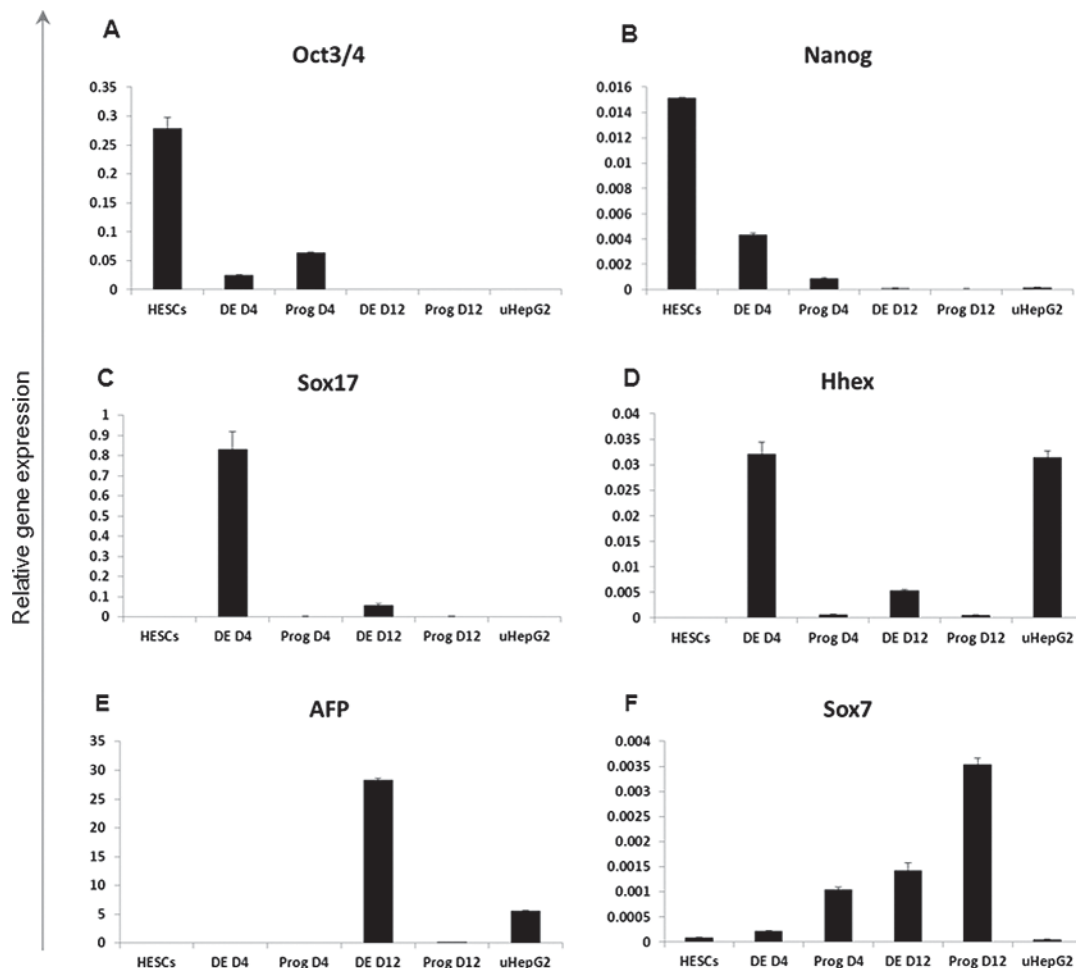 Relative gene expression
A
Oct3/4
0.35
0.3
0.25
0.2
0.15
0.1
0.05
0
HESCs DE D4 Prog D4 DE D12 Prog D12 uHepG2
B
Nanog
0.016
0.014
0.012
0.01
0.008
0.006
0.004
0.002
0
HESCs DE D4 Prog D4 DE D12 Prog D12 uHepG2
C
Sox17
1
0.9
0.8
0.7
0.6
0.5
0.4
0.3
0.2
0.1
0
HESCs DE D4 Prog D4 DE D12 Prog D12 uHepG2
D
Hhex
0.04
0.035
0.03
0.025
0.02
0.015
0.01
0.005
0
HESCs DE D4 Prog D4 DE D12 Prog D12 uHepG2
E
AFP
35
30
25
20
15
10
5
0
HESCs DE D4 Prog D4 DE D12 Prog D12 uHepG2
F
Sox7
0.004
0.0035
0.003
0.0025
0.002
0.0015
0.001
0.0005
0
HESCs DE D4 Prog D4 DE D12 Prog D12 uHepG2